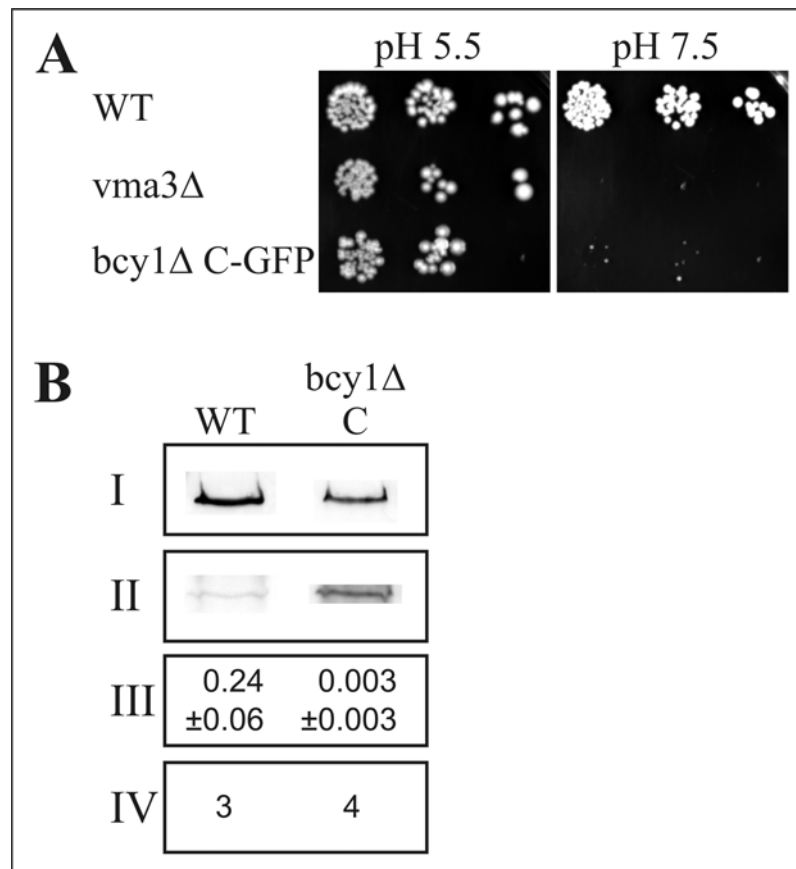 A
pH 5.5 pH 7.5
WT
vma3Δ
bcy1Δ C-GFP
B
WT bcy1Δ C
I
II
III 0.24 ±0.06 0.003 ±0.003
IV 3 4